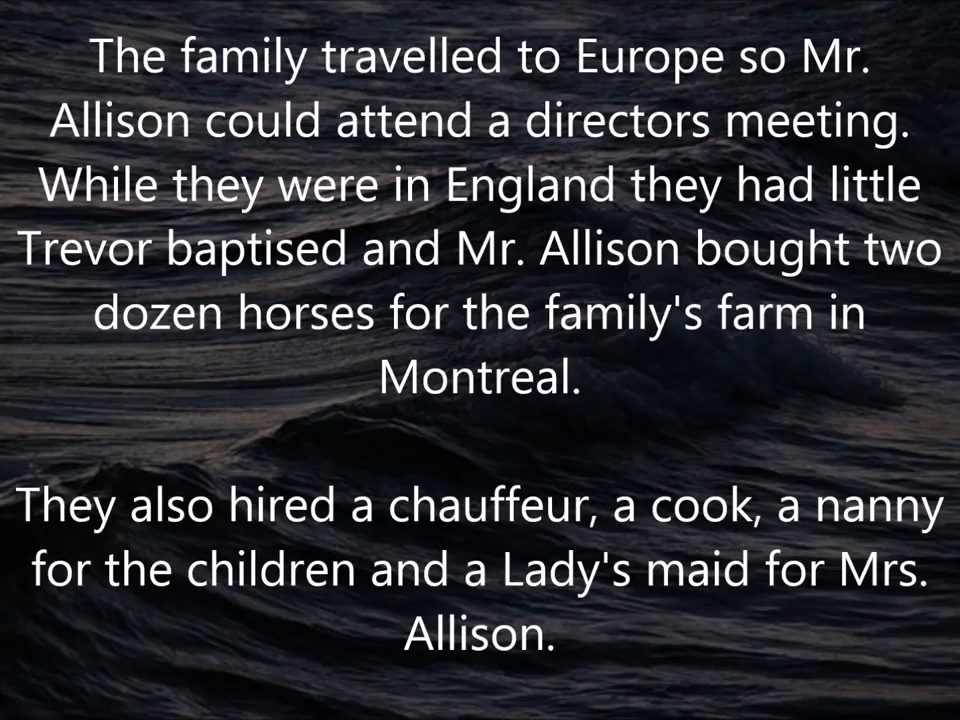 The family travelled to Europe so Mr.
Allison could attend a directors meeting.
While they were in England they had little
Trevor baptised and Mr. Allison bought two
dozen horses for the family's farm in
Montreal.
They also hired a chauffeur, a cook, a nanny
for the children and a Lady's maid for Mrs.
Allison.